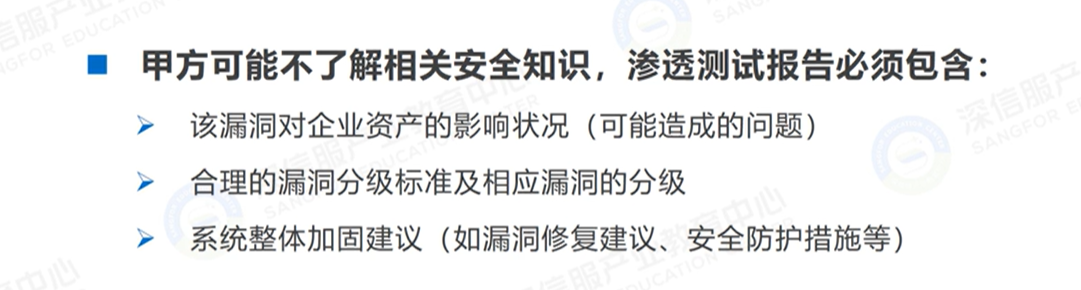 甲方可能不了解相关安全知识，渗透测试报告必须包含：
该漏洞对企业资产的影响状况（可能造成的问题）
合理的漏洞分级标准及相应漏洞的分级
系统整体加固建议（如漏洞修复建议、安全防护措施等）
深信服产业教育中心
SANGFOR EDUCATION CENTER